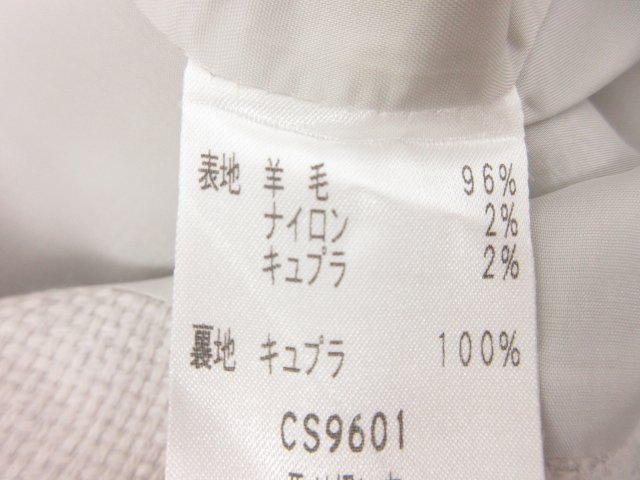 表地 羊毛 96%
ナイロン 2%
キュプラ 2%
裏地 キュプラ 100%
CS9601